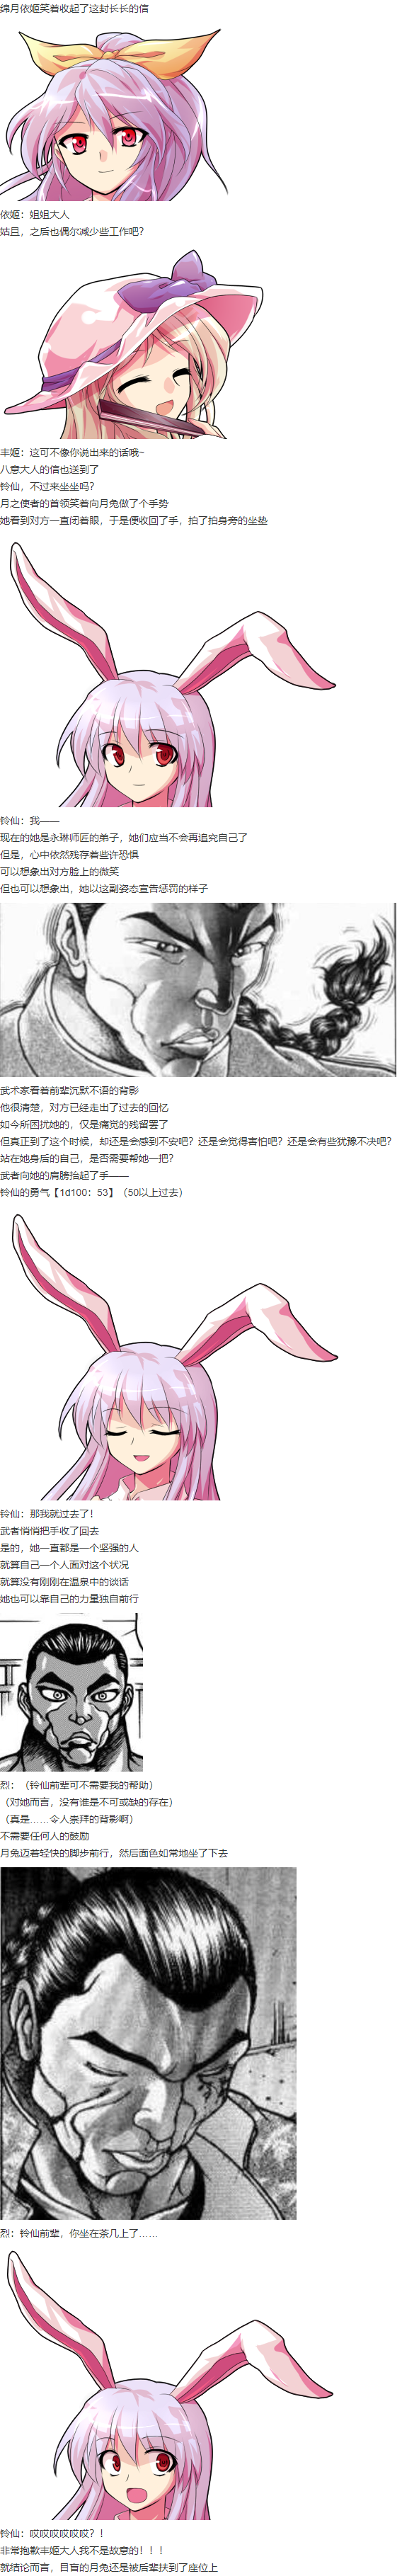 绵月依姬笑着收起了这封长长的信
依姬：姐姐大人
姑且，之后也偶尔减少些工作吧？
丰姬：这可不像你说出来的话哦~
八意大人的信也送到了
铃仙，不过来坐坐吗？
月之使者的首领笑着向月兔做了个手势
她看到对方一直闭着眼，于是便收回了手，拍了拍身旁的坐垫
铃仙：我——
现在的她是永琳师匠的弟子，她们应当不会再追究自己了
但是，心中依然残存着些许恐惧
可以想象出对方脸上的微笑
但也可以想象出，她以这副姿态宣告惩罚的样子
武术家看着前辈沉默不语的背影
他很清楚，对方已经走出了过去的回忆
如今所困扰她的，仅是痛觉的残留罢了
但真正到了这个时候，却还是会感到不安吧？还是会觉得害怕吧？还是会有些犹豫不决吧？
站在她身后的自己，是否需要帮她一把？
武者向她的肩膀抬起了手——
铃仙的勇气【1d100：53】（50以上过去）
铃仙：那我就过去了！
武者悄悄把手收了回去
是的，她一直都是一个坚强的人
就算自己一个人面对这个状况
就算没有刚刚在温泉中的谈话
她也可以靠自己的力量独自前行
烈：（铃仙前辈可不需要我的帮助）
（对她而言，没有谁是不可或缺的存在）
（真是……令人崇拜的背影啊）
不需要任何人的鼓励
月兔迈着轻快的脚步前行，然后面色如常地坐了下去
烈：铃仙前辈，你坐在茶几上了……
铃仙：哎哎哎哎哎哎？！
非常抱歉丰姬大人我不是故意的！！！
就结论而言，目盲的月兔还是被后辈扶到了座位上